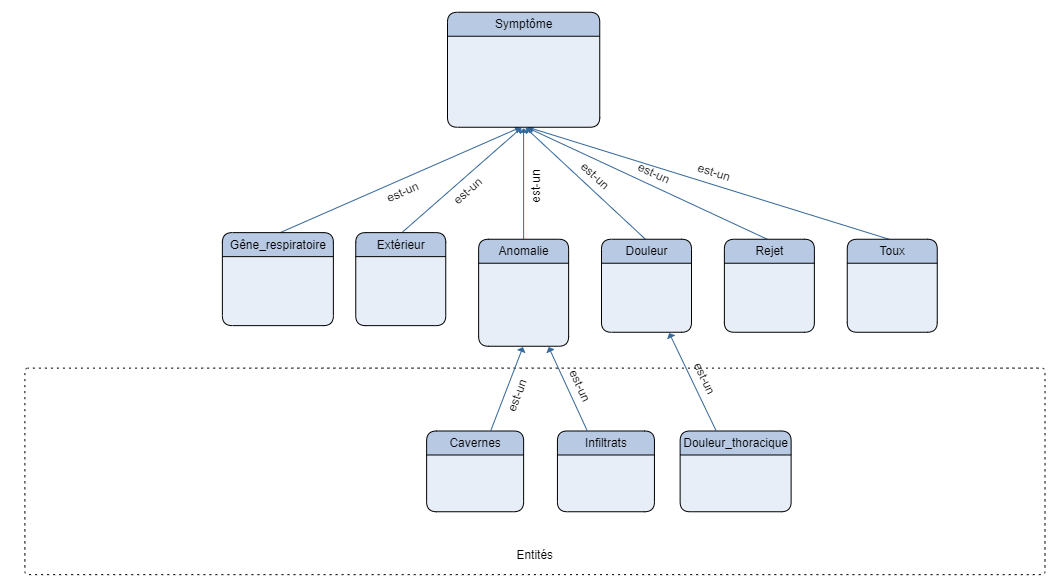 Symptôme
est-un
est-un
est-un
est-un
est-un
est-un
Gêne_respiratoire
Extérieur
Anomalie
Douleur
Rejet
Toux
est-un
est-un
est-un
Cavernes
Infiltrats
Douleur_thoracique
Entités